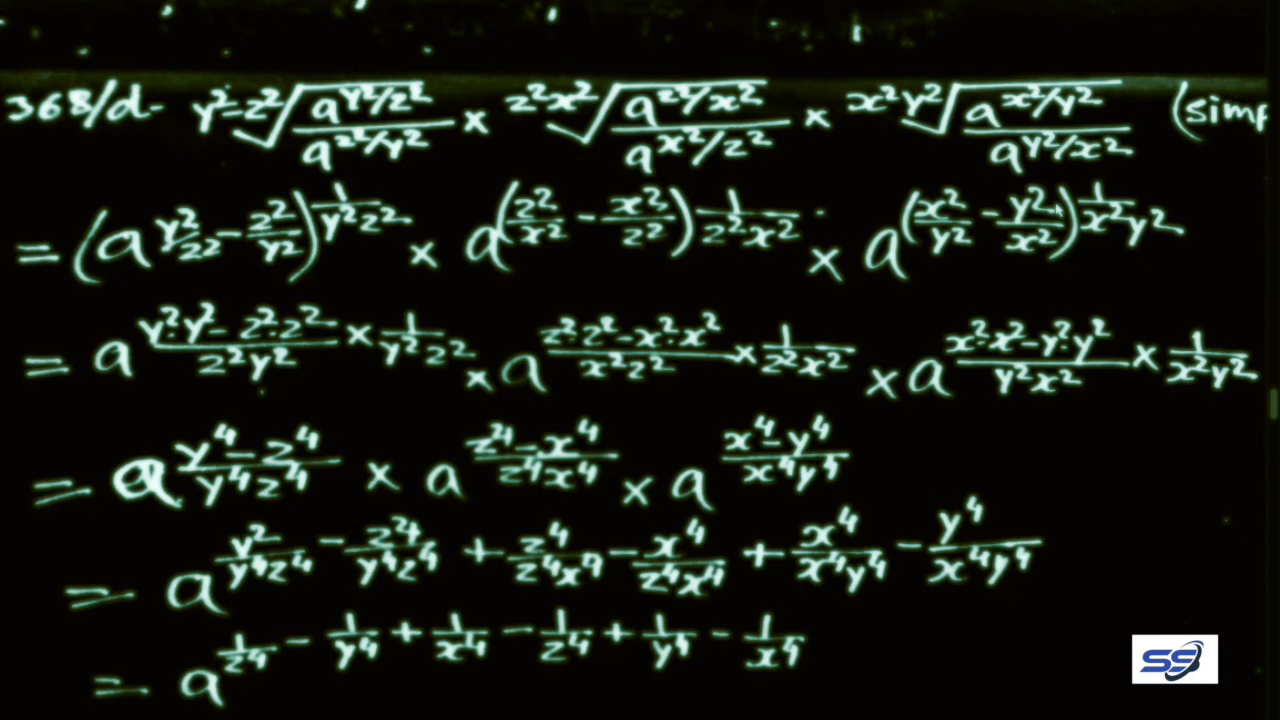 368/d- ʸ²⁻ᶻ²√(a^(y²/z²)/a^(z²/y²)) × ᶻ²ˣ²√(a^(z²/x²)/a^(x²/z²)) × ˣ²ʸ²√(a^(x²/y²)/a^(y²/x²)) (simp
= (a^(y²/z² - z²/y²))^(1/(y²z²)) × a^((z²/x² - x²/z²) 1/(z²x²)) × a^((x²/y² - y²/x²) 1/(x²y²))
= a^((y²·y² - z²·z²)/(z²y²) × 1/(y²z²)) × a^((z²·z² - x²·x²)/(x²z²) × 1/(z²x²)) × a^((x²·x² - y²·y²)/(y²x²) × 1/(x²y²))
= a^((y⁴ - z⁴)/(y⁴z⁴)) × a^((z⁴ - x⁴)/(z⁴x⁴)) × a^((x⁴ - y⁴)/(x⁴y⁴))
= a^(y²/(y⁴z⁴) - z⁴/(y⁴z⁴) + z⁴/(z⁴x⁴) - x⁴/(z⁴x⁴) + x⁴/(x⁴y⁴) - y⁴/(x⁴y⁴))
= a^(1/z⁴ - 1/y⁴ + 1/x⁴ - 1/z⁴ + 1/y⁴ - 1/x⁴)
SS